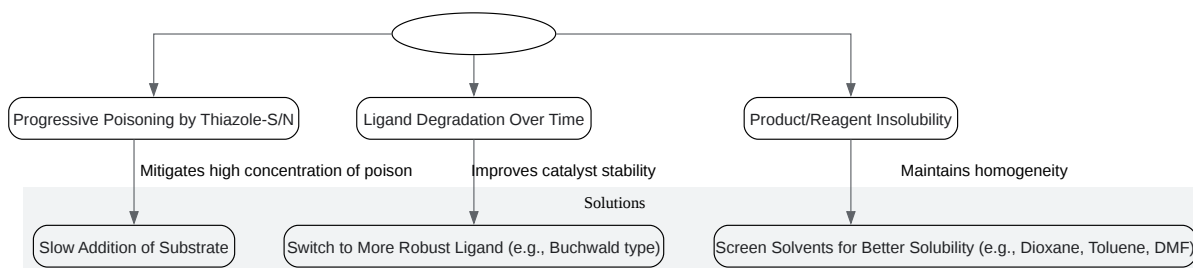 Progressive Poisoning by Thiazole-S/N
Ligand Degradation Over Time
Product/Reagent Insolubility
Mitigates high concentration of poison
Improves catalyst stability
Maintains homogeneity
Solutions
Slow Addition of Substrate
Switch to More Robust Ligand (e.g., Buchwald type)
Screen Solvents for Better Solubility (e.g., Dioxane, Toluene, DMF)